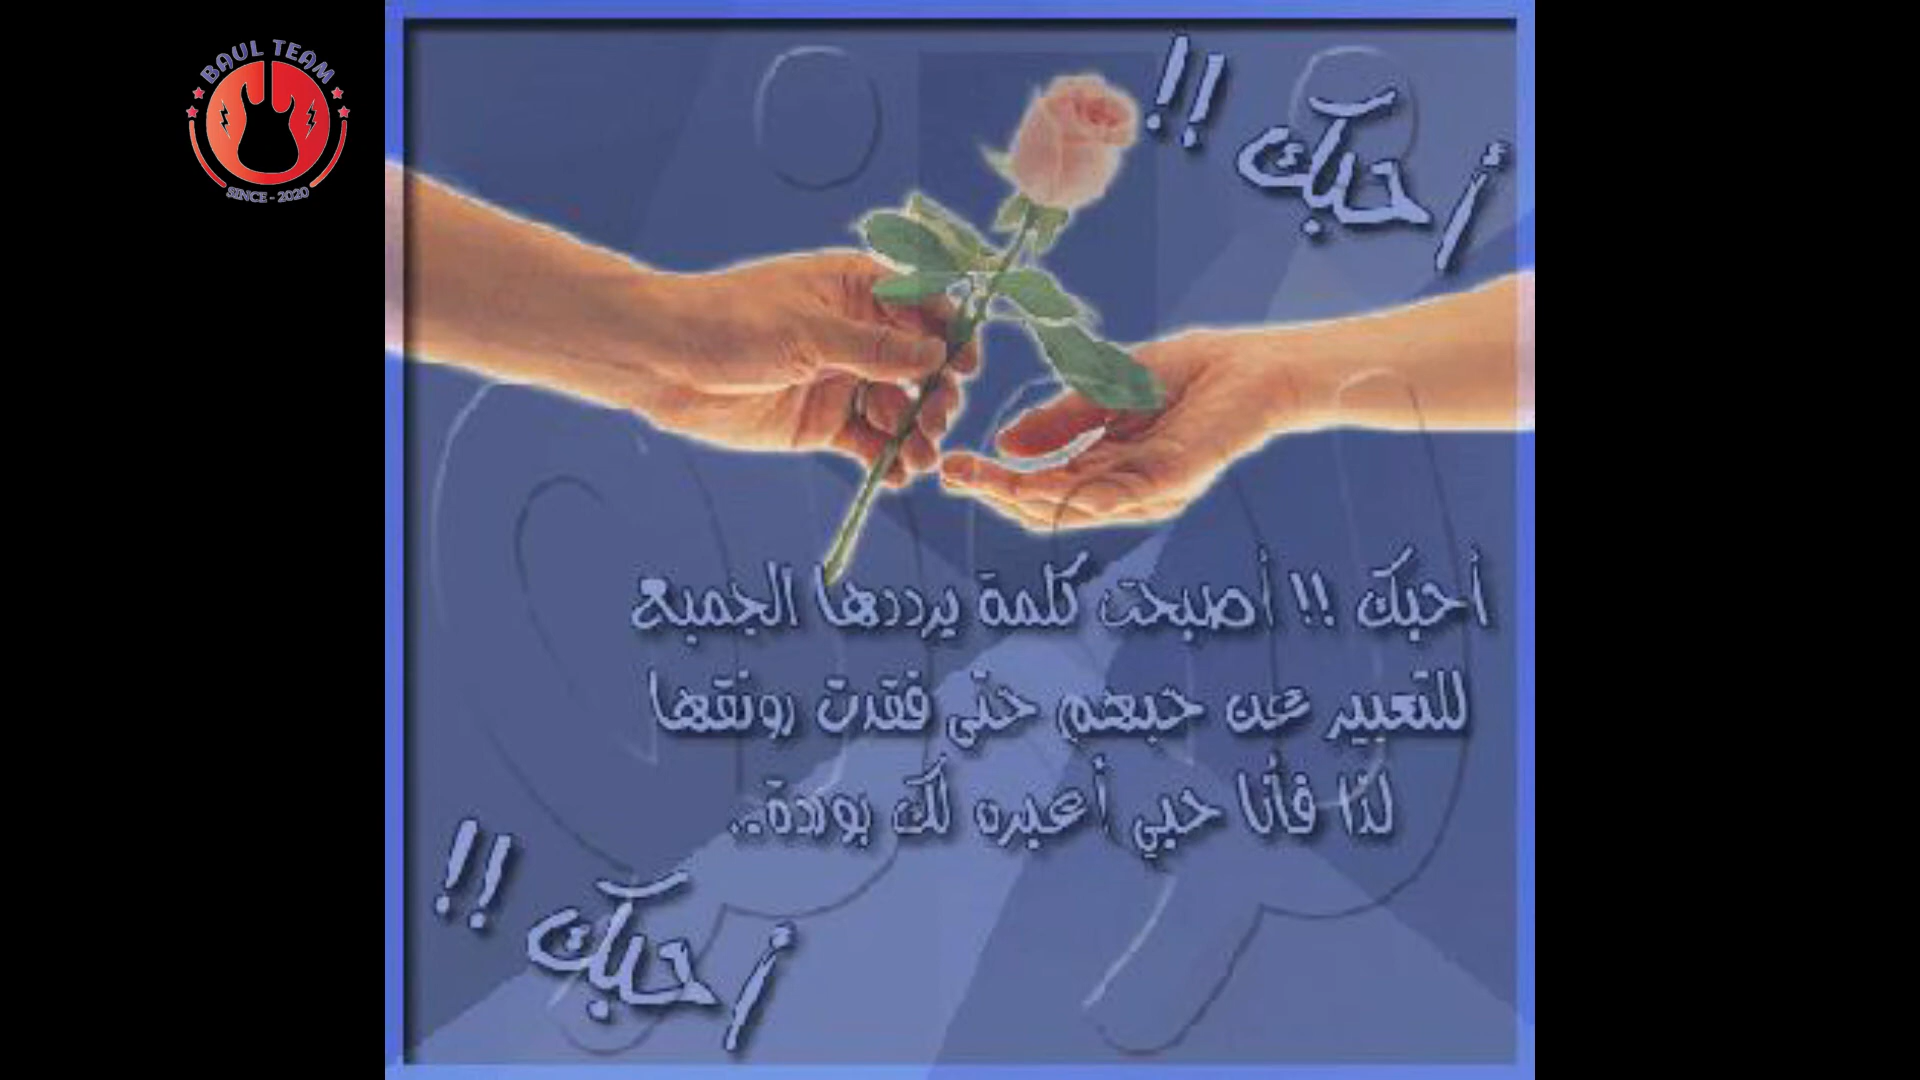 BAUL TEAM
SINCE - 2020
أحبك !!
أحبك !! أصبحت كلمة يرددها الجميع
للتعبير عن حبهم حتى فقدت رونقها
لذا فأنا حبي أعبره لك بوردة..
أحبك !!